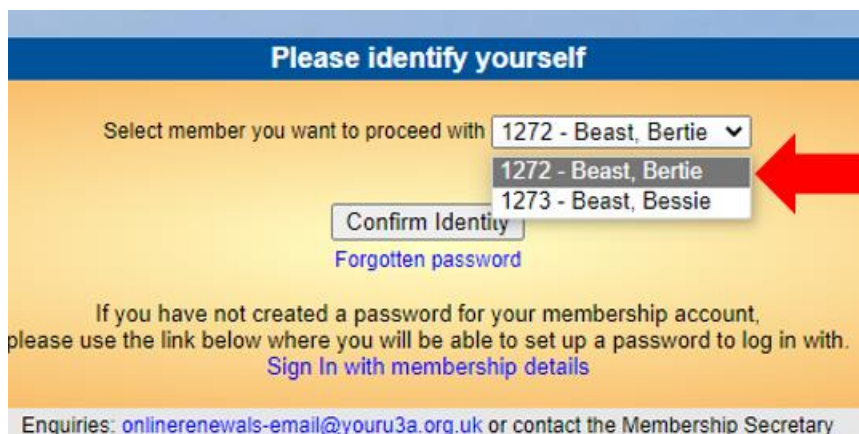 Please identify yourself
Select member you want to proceed with 1272 - Beast, Bertie
1272 - Beast, Bertie
1273 - Beast, Bessie
Confirm Identity
Forgotten password
If you have not created a password for your membership account,
please use the link below where you will be able to set up a password to log in with.
Sign In with membership details
Enquiries: onlinerenewals-email@youru3a.org.uk or contact the Membership Secretary